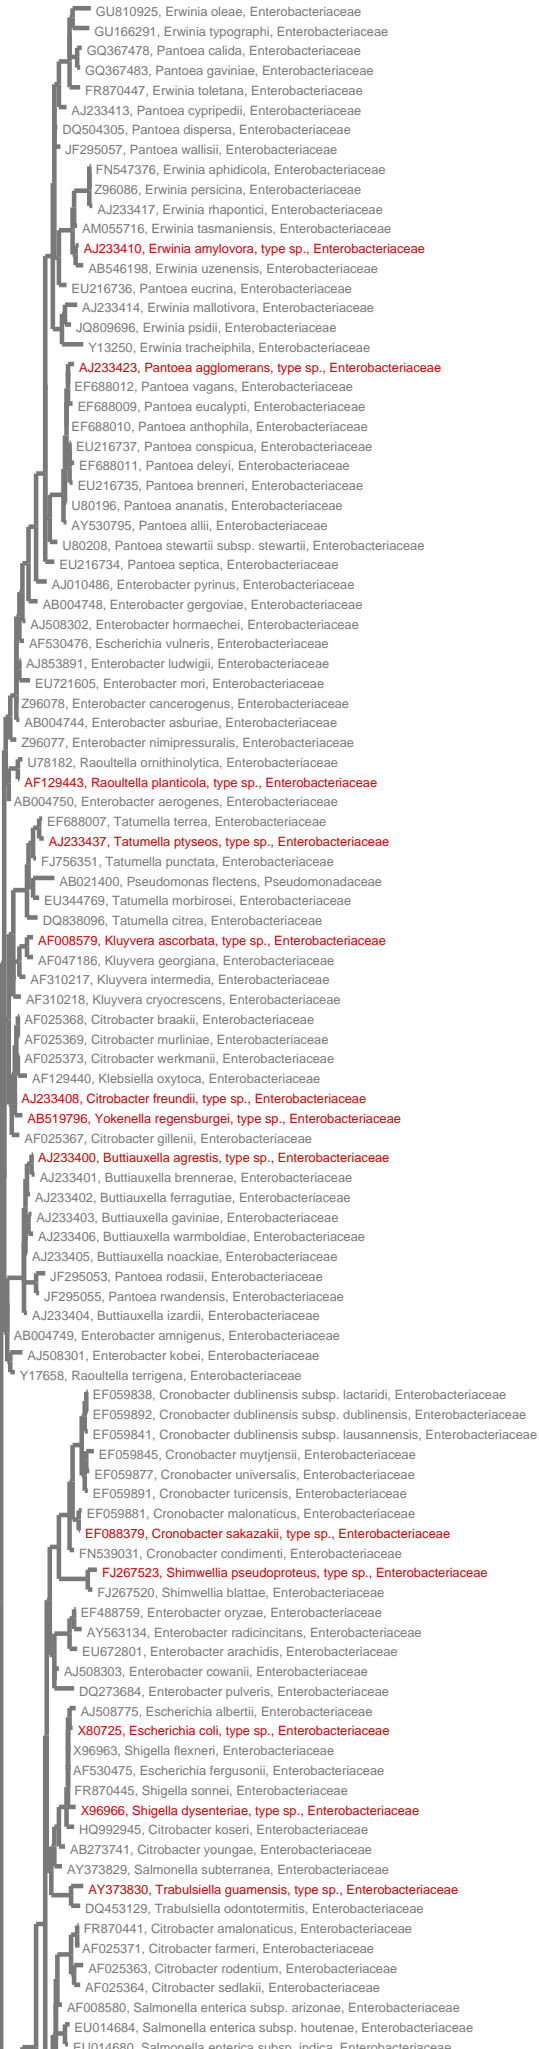 GU810925, Erwinia oleae, Enterobacteriaceae
GU166291, Erwinia typographi, Enterobacteriaceae
GQ367478, Pantoea calida, Enterobacteriaceae
GQ367483, Pantoea gaviniae, Enterobacteriaceae
FR870447, Erwinia toletana, Enterobacteriaceae
AJ233413, Pantoea cypripedii, Enterobacteriaceae
DQ504305, Pantoea dispersa, Enterobacteriaceae
JF295057, Pantoea wallisii, Enterobacteriaceae
FN547376, Erwinia aphidicola, Enterobacteriaceae
Z96086, Erwinia persicina, Enterobacteriaceae
AJ233417, Erwinia rhapontici, Enterobacteriaceae
AM055716, Erwinia tasmaniensis, Enterobacteriaceae
AJ233410, Erwinia amylovora, type sp., Enterobacteriaceae
AB546198, Erwinia uzenensis, Enterobacteriaceae
EU216736, Pantoea eucrina, Enterobacteriaceae
AJ233414, Erwinia mallotivora, Enterobacteriaceae
JQ809696, Erwinia psidii, Enterobacteriaceae
Y13250, Erwinia tracheiphila, Enterobacteriaceae
AJ233423, Pantoea agglomerans, type sp., Enterobacteriaceae
EF688012, Pantoea vagans, Enterobacteriaceae
EF688009, Pantoea eucalypti, Enterobacteriaceae
EF688010, Pantoea anthophila, Enterobacteriaceae
EU216737, Pantoea conspicua, Enterobacteriaceae
EF688011, Pantoea deleyi, Enterobacteriaceae
EU216735, Pantoea brenneri, Enterobacteriaceae
U80196, Pantoea ananatis, Enterobacteriaceae
AY530795, Pantoea allii, Enterobacteriaceae
U80208, Pantoea stewartii subsp. stewartii, Enterobacteriaceae
EU216734, Pantoea septica, Enterobacteriaceae
AJ010486, Enterobacter pyrinus, Enterobacteriaceae
AB004748, Enterobacter gergoviae, Enterobacteriaceae
AJ508302, Enterobacter hormaechei, Enterobacteriaceae
AF530476, Escherichia vulneris, Enterobacteriaceae
AJ853891, Enterobacter ludwigii, Enterobacteriaceae
EU721605, Enterobacter mori, Enterobacteriaceae
Z96078, Enterobacter cancerogenus, Enterobacteriaceae
AB004744, Enterobacter asburiae, Enterobacteriaceae
Z96077, Enterobacter nimipressuralis, Enterobacteriaceae
U78182, Raoultella ornithinolytica, Enterobacteriaceae
AF129443, Raoultella planticola, type sp., Enterobacteriaceae
AB004750, Enterobacter aerogenes, Enterobacteriaceae
EF688007, Tatumella terrea, Enterobacteriaceae
AJ233437, Tatumella ptyseos, type sp., Enterobacteriaceae
FJ756351, Tatumella punctata, Enterobacteriaceae
AB021400, Pseudomonas flectens, Pseudomonadaceae
EU344769, Tatumella morbirosei, Enterobacteriaceae
DQ838096, Tatumella citrea, Enterobacteriaceae
AF008579, Kluyvera ascorbata, type sp., Enterobacteriaceae
AF047186, Kluyvera georgiana, Enterobacteriaceae
AF310217, Kluyvera intermedia, Enterobacteriaceae
AF310218, Kluyvera cryocrescens, Enterobacteriaceae
AF025368, Citrobacter braakii, Enterobacteriaceae
AF025369, Citrobacter murliniae, Enterobacteriaceae
AF025373, Citrobacter werkmanii, Enterobacteriaceae
AF129440, Klebsiella oxytoca, Enterobacteriaceae
AJ233408, Citrobacter freundii, type sp., Enterobacteriaceae
AB519796, Yokenella regensburgei, type sp., Enterobacteriaceae
AF025367, Citrobacter gillenii, Enterobacteriaceae
AJ233400, Buttiauxella agrestis, type sp., Enterobacteriaceae
AJ233401, Buttiauxella brennerae, Enterobacteriaceae
AJ233402, Buttiauxella ferragutiae, Enterobacteriaceae
AJ233403, Buttiauxella gaviniae, Enterobacteriaceae
AJ233406, Buttiauxella warmboldiae, Enterobacteriaceae
AJ233405, Buttiauxella noackiae, Enterobacteriaceae
JF295053, Pantoea rodasii, Enterobacteriaceae
JF295055, Pantoea rwandensis, Enterobacteriaceae
AJ233404, Buttiauxella izardii, Enterobacteriaceae
AB004749, Enterobacter amnigenus, Enterobacteriaceae
AJ508301, Enterobacter kobei, Enterobacteriaceae
Y17658, Raoultella terrigena, Enterobacteriaceae
EF059838, Cronobacter dublinensis subsp. lactaridi, Enterobacteriaceae
EF059892, Cronobacter dublinensis subsp. dublinensis, Enterobacteriaceae
EF059841, Cronobacter dublinensis subsp. lausannensis, Enterobacteriaceae
EF059845, Cronobacter muytjensii, Enterobacteriaceae
EF059877, Cronobacter universalis, Enterobacteriaceae
EF059891, Cronobacter turicensis, Enterobacteriaceae
EF059881, Cronobacter malonaticus, Enterobacteriaceae
EF088379, Cronobacter sakazakii, type sp., Enterobacteriaceae
FN539031, Cronobacter condimenti, Enterobacteriaceae
FJ267523, Shimwellia pseudoproteus, type sp., Enterobacteriaceae
FJ267520, Shimwellia blattae, Enterobacteriaceae
EF488759, Enterobacter oryzae, Enterobacteriaceae
AY563134, Enterobacter radicincitans, Enterobacteriaceae
EU672801, Enterobacter arachidis, Enterobacteriaceae
AJ508303, Enterobacter cowanii, Enterobacteriaceae
DQ273684, Enterobacter pulveris, Enterobacteriaceae
AJ508775, Escherichia albertii, Enterobacteriaceae
X80725, Escherichia coli, type sp., Enterobacteriaceae
X96963, Shigella flexneri, Enterobacteriaceae
AF530475, Escherichia fergusonii, Enterobacteriaceae
FR870445, Shigella sonnei, Enterobacteriaceae
X96966, Shigella dysenteriae, type sp., Enterobacteriaceae
HQ992945, Citrobacter koseri, Enterobacteriaceae
AB273741, Citrobacter youngae, Enterobacteriaceae
AY373829, Salmonella subterranea, Enterobacteriaceae
AY373830, Trabulsiella guamensis, type sp., Enterobacteriaceae
DQ453129, Trabulsiella odontotermitis, Enterobacteriaceae
FR870441, Citrobacter amalonaticus, Enterobacteriaceae
AF025371, Citrobacter farmeri, Enterobacteriaceae
AF025363, Citrobacter rodentium, Enterobacteriaceae
AF025364, Citrobacter sedlakii, Enterobacteriaceae
AF008580, Salmonella enterica subsp. arizonae, Enterobacteriaceae
EU014684, Salmonella enterica subsp. houtenae, Enterobacteriaceae
EU014680, Salmonella enterica subsp. indica, Enterobacteriaceae